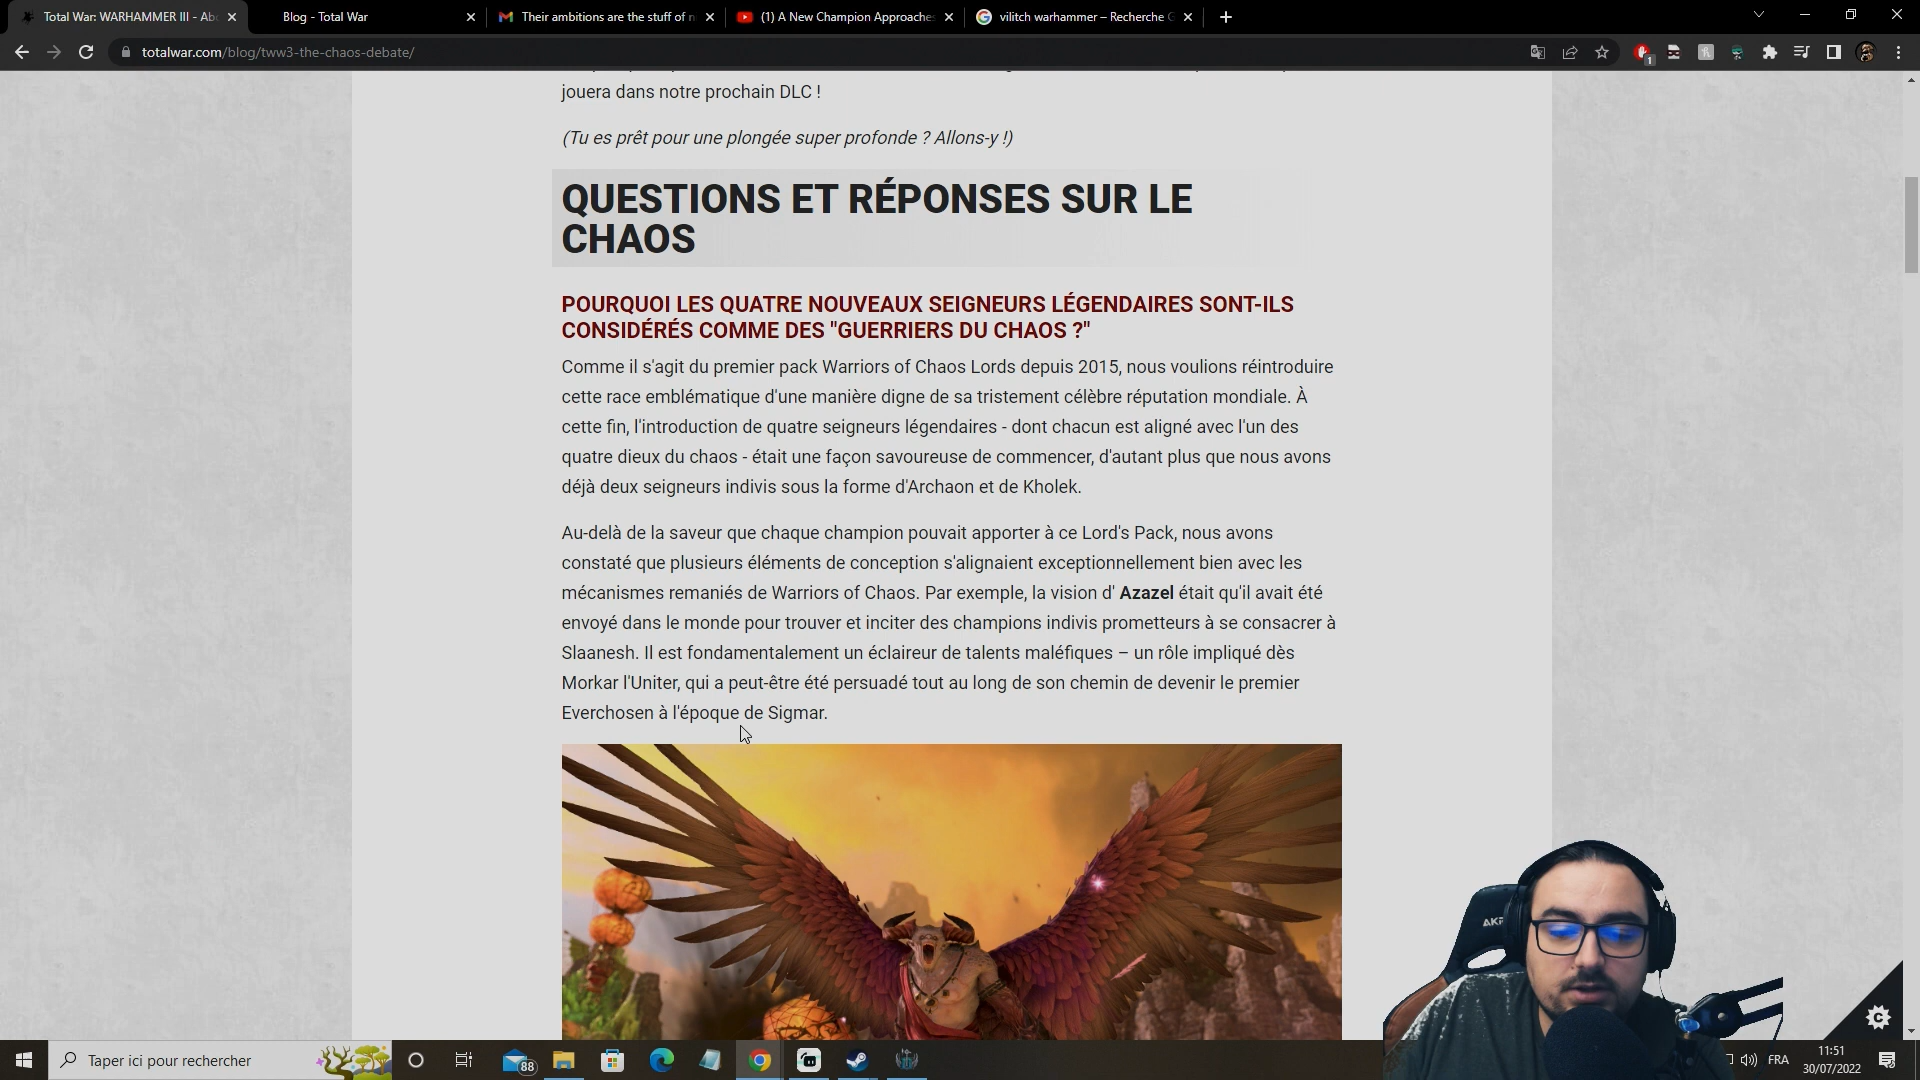 Total War: WARHAMMER III - Abo
Blog - Total War
Their ambitions are the stuff of n
(1) A New Champion Approaches
vilitch warhammer – Recherche G
totalwar.com/blog/tww3-the-chaos-debate/
1
jouera dans notre prochain DLC !
(Tu es prêt pour une plongée super profonde ? Allons-y !)
QUESTIONS ET RÉPONSES SUR LE
CHAOS
POURQUOI LES QUATRE NOUVEAUX SEIGNEURS LÉGENDAIRES SONT-ILS
CONSIDÉRÉS COMME DES "GUERRIERS DU CHAOS ?"
Comme il s'agit du premier pack Warriors of Chaos Lords depuis 2015, nous voulions réintroduire
cette race emblématique d'une manière digne de sa tristement célèbre réputation mondiale. À
cette fin, l'introduction de quatre seigneurs légendaires - dont chacun est aligné avec l'un des
quatre dieux du chaos - était une façon savoureuse de commencer, d'autant plus que nous avons
déjà deux seigneurs indivis sous la forme d'Archaon et de Kholek.
Au-delà de la saveur que chaque champion pouvait apporter à ce Lord's Pack, nous avons
constaté que plusieurs éléments de conception s'alignaient exceptionnellement bien avec les
mécanismes remaniés de Warriors of Chaos. Par exemple, la vision d' Azazel était qu'il avait été
envoyé dans le monde pour trouver et inciter des champions indivis prometteurs à se consacrer à
Slaanesh. Il est fondamentalement un éclaireur de talents maléfiques – un rôle impliqué dès
Morkar l'Uniter, qui a peut-être été persuadé tout au long de son chemin de devenir le premier
Everchosen à l'époque de Sigmar.
AKR
Taper ici pour rechercher
88
FRA
11:51
30/07/2022